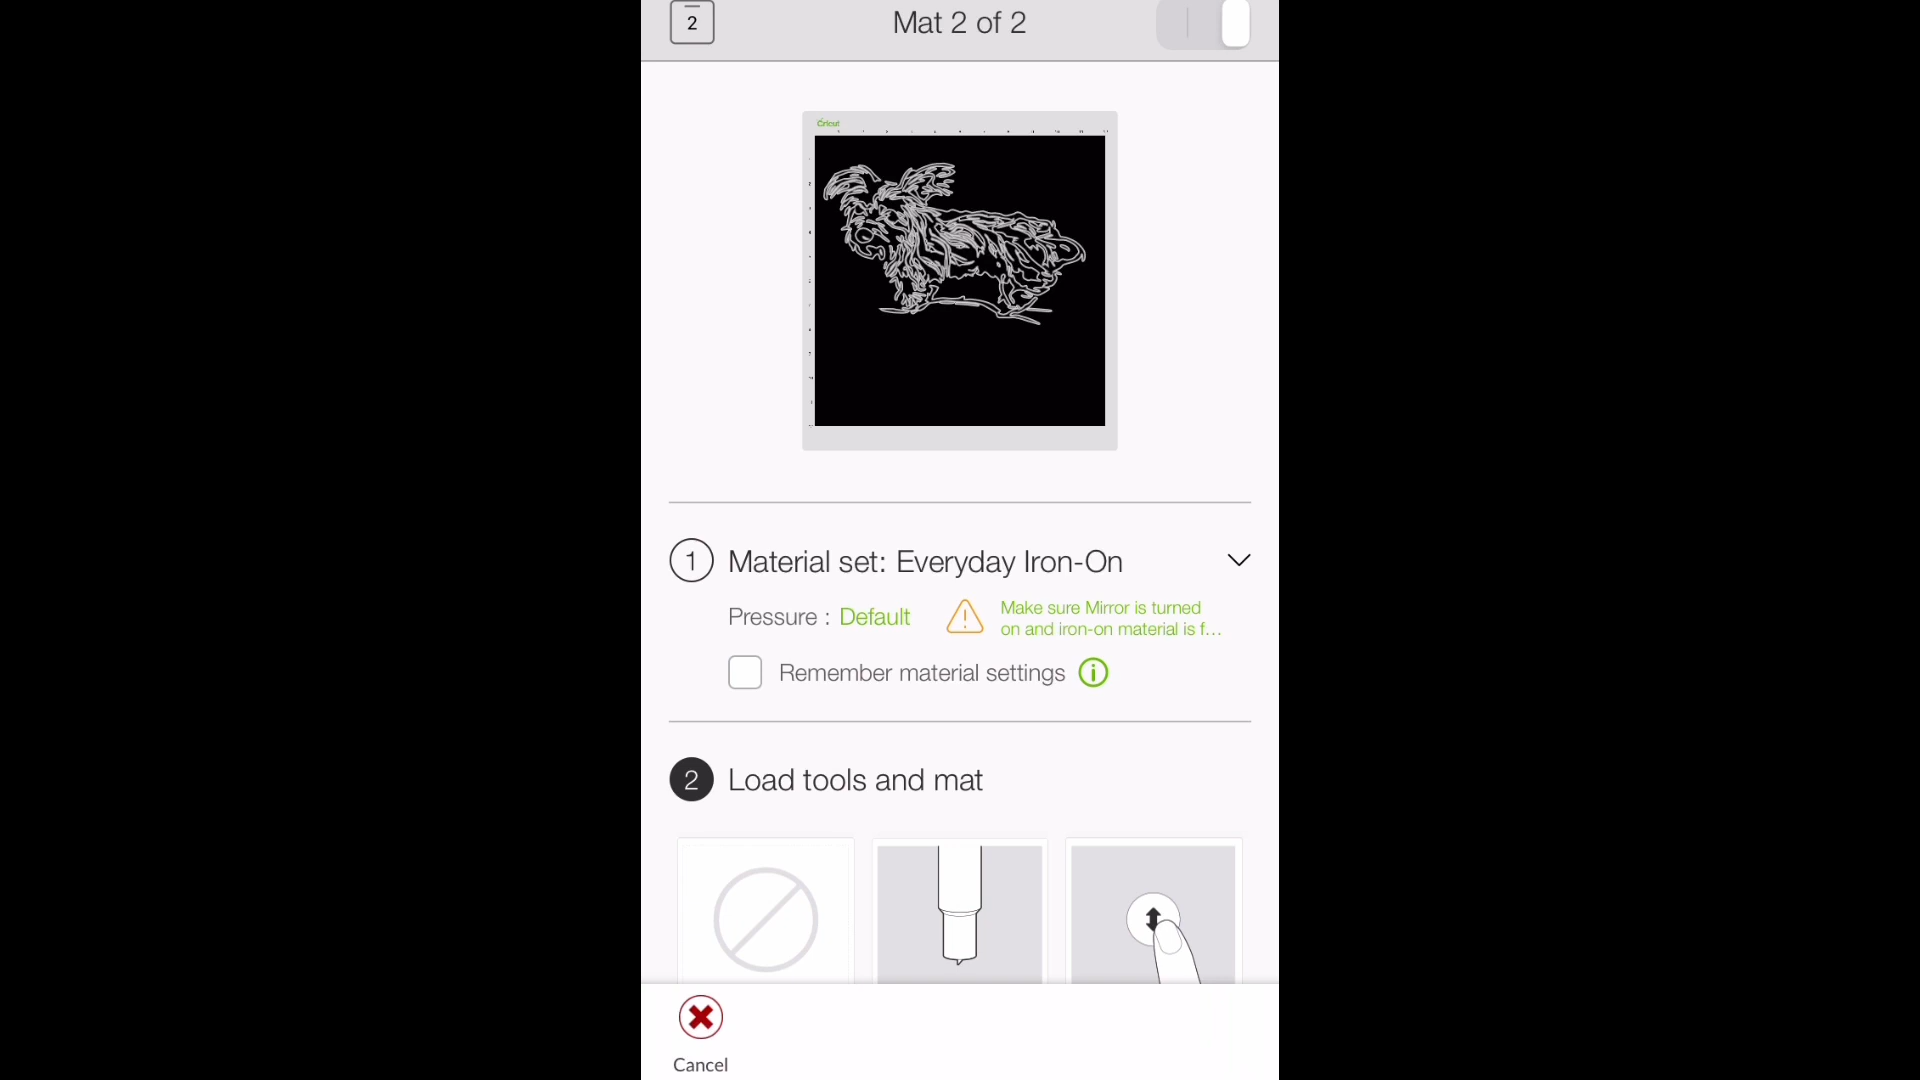 2
Mat 2 of 2
Cricut
1 Material set: Everyday Iron-On
Pressure : Default
Make sure Mirror is turned
on and iron-on material is f...
Remember material settings
2 Load tools and mat
Cancel